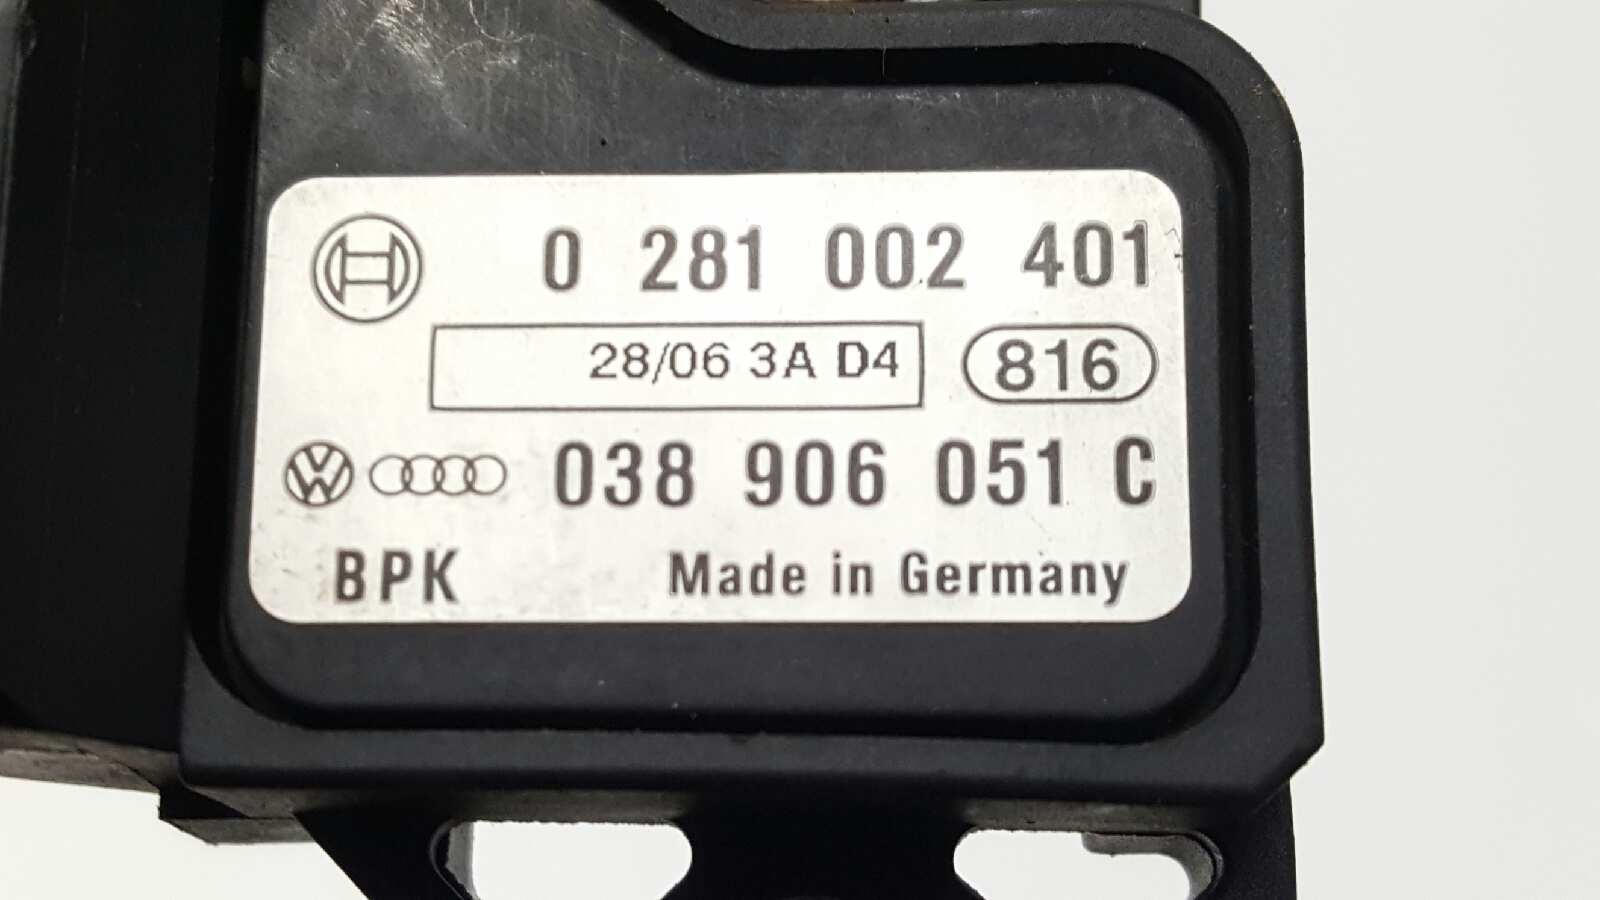 0 281 002 401
28/06 3A D4 816
038 906 051 C
BPK Made in Germany